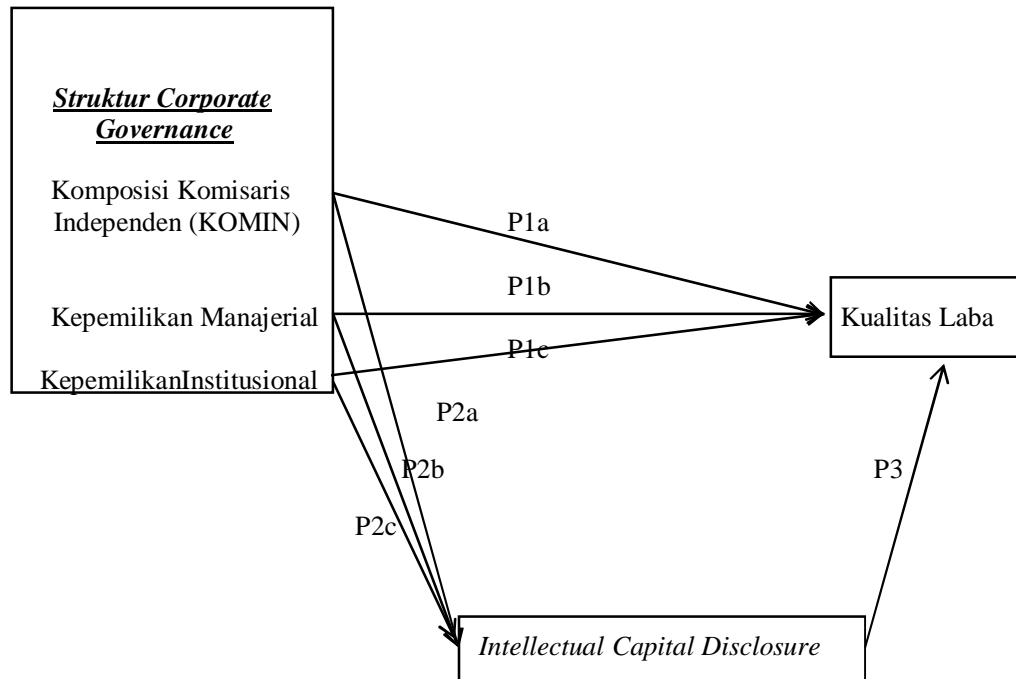 Struktur Corporate
Governance
Komposisi Komisaris
Independen (KOMIN)
P1a
P1b
Kepemilikan Manajerial
Kualitas Laba
P1c
KepemilikanInstitusional
P2a
P2b
P3
P2c
Intellectual Capital Disclosure